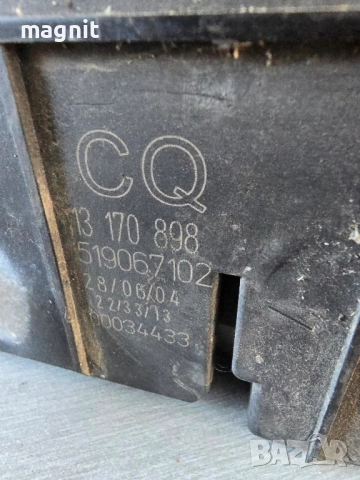 magnit
CQ
13 170 898
519067102
28/06/04
22/33/13
00034433
BAZAR